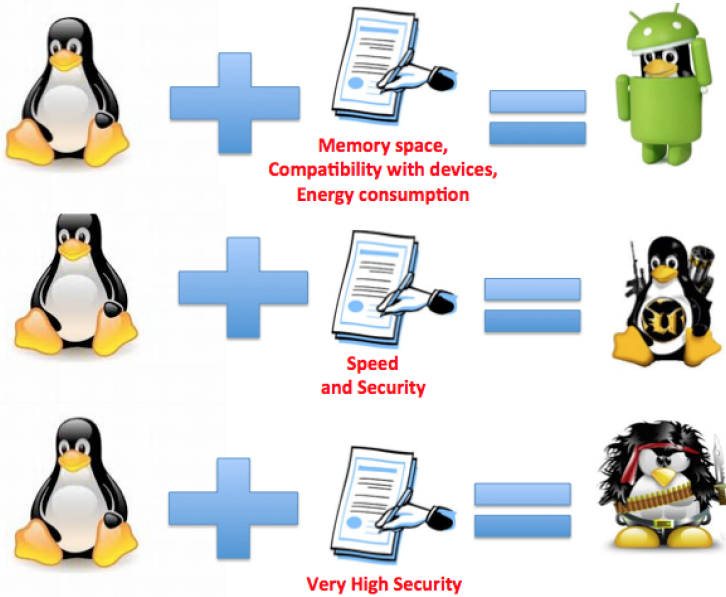 Memory space,
Compatibility with devices,
Energy consumption
Speed
and Security
Very High Security